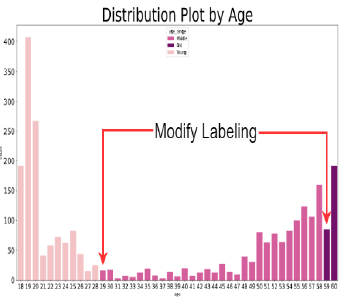 Distribution Plot by Age
age_range
Middle
Old
Young
400
350
300
250
200
150
100
50
0
Modify Labeling
18 19 20 21 22 23 24 25 26 27 28 29 30 31 32 33 34 35 36 37 38 39 40 41 42 43 44 45 46 47 48 49 50 51 52 53 54 55 56 57 58 59 60
age